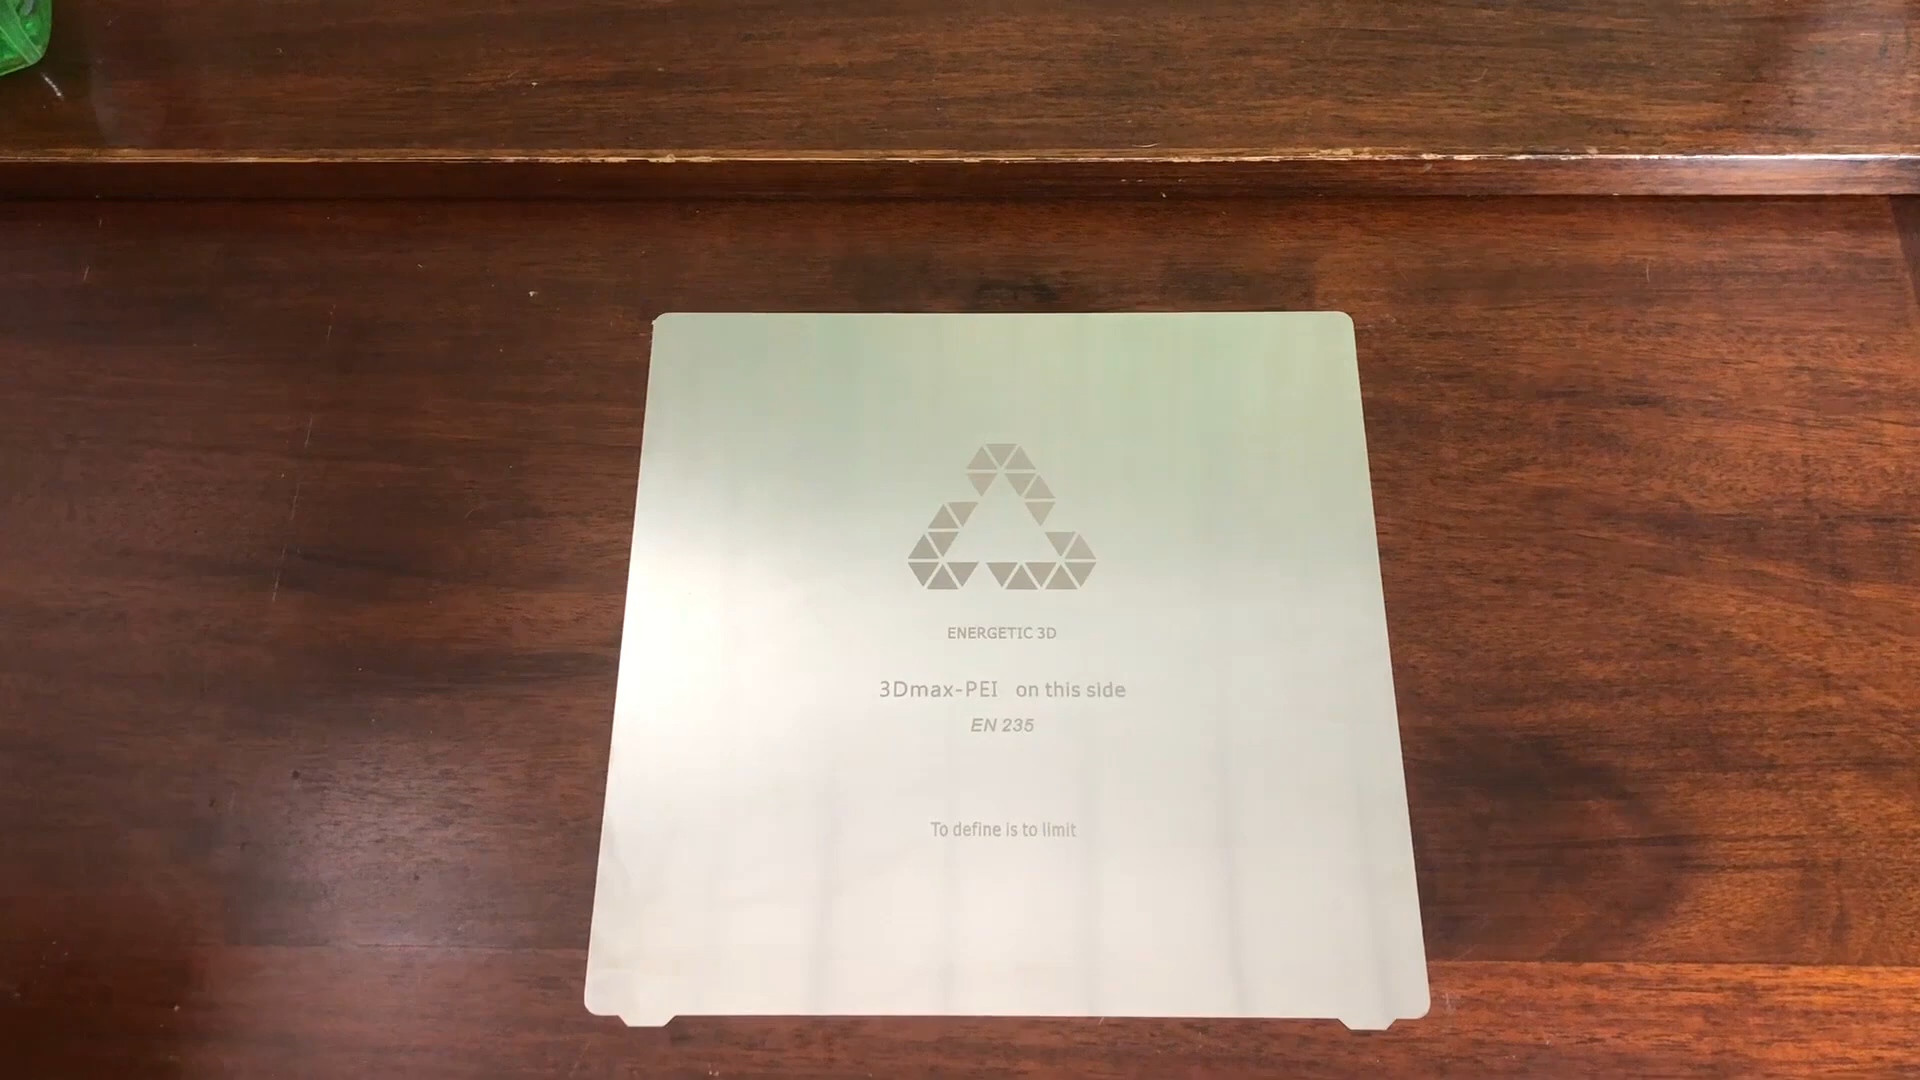 ENERGETIC 3D
3Dmax-PEI on this side
EN 235
To define is to limit